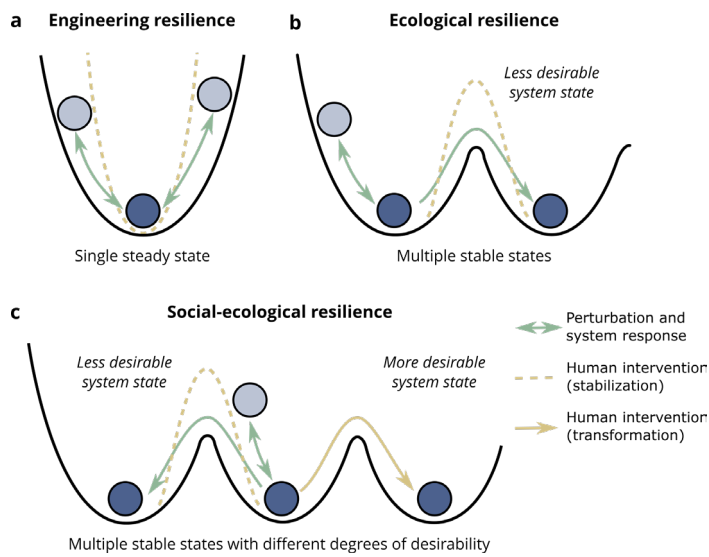 a
Engineering resilience
Single steady state
b
Ecological resilience
Less desirable
system state
Multiple stable states
c
Social-ecological resilience
Less desirable
system state
More desirable
system state
Multiple stable states with different degrees of desirability
Perturbation and
system response
Human intervention
(stabilization)
Human intervention
(transformation)